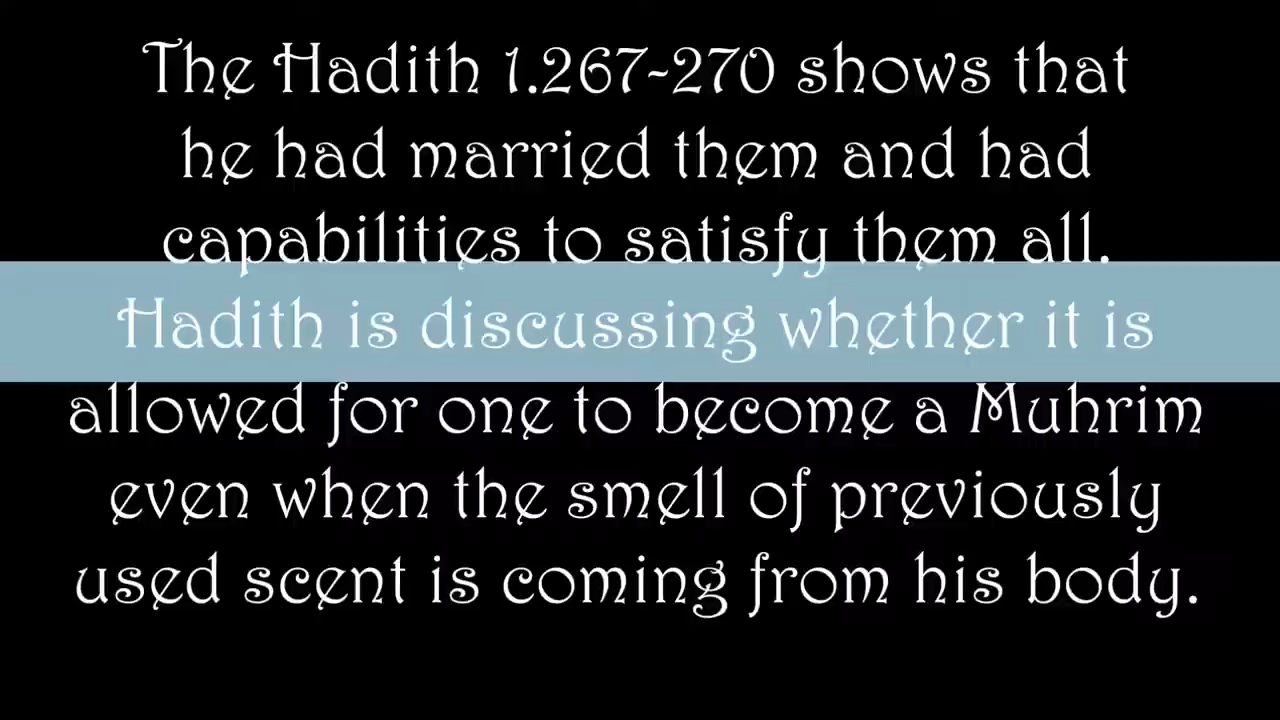 The Hadith 1.267-270 shows that
he had married them and had
capabilities to satisfy them all.
Hadith is discussing whether it is
allowed for one to become a Muhrim
even when the smell of previously
used scent is coming from his body.